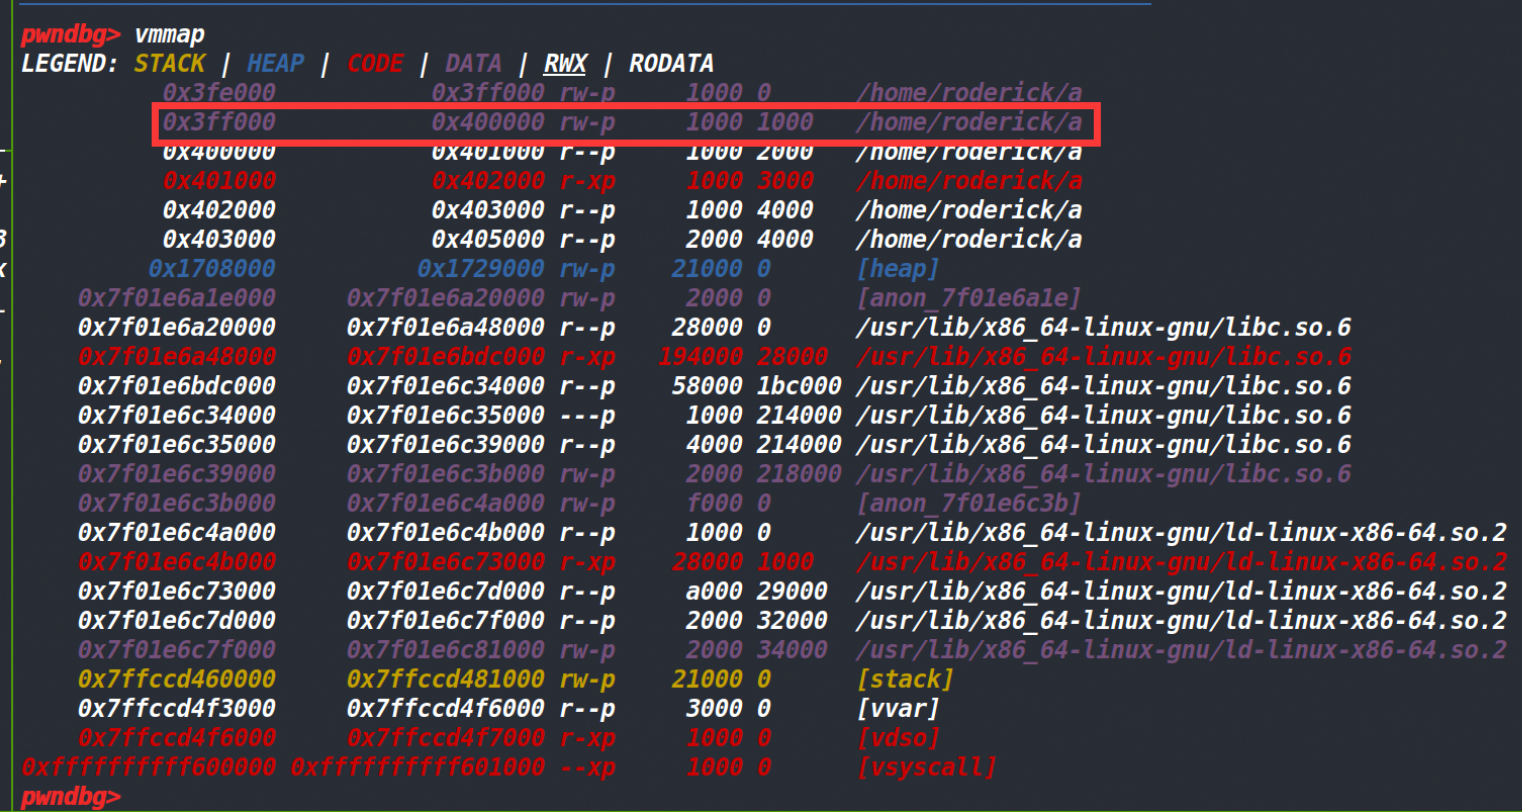 pwndbg> vmmap
LEGEND: STACK | HEAP | CODE | DATA | RWX | RODATA
0x3fe000 0x3ff000 rw-p 1000 0 /home/roderick/a
0x3ff000 0x400000 rw-p 1000 1000 /home/roderick/a
0x400000 0x401000 r--p 1000 2000 /home/roderick/a
0x401000 0x402000 r-xp 1000 3000 /home/roderick/a
0x402000 0x403000 r--p 1000 4000 /home/roderick/a
0x403000 0x405000 r--p 2000 4000 /home/roderick/a
0x1708000 0x1729000 rw-p 21000 0 [heap]
0x7f01e6a1e000 0x7f01e6a20000 rw-p 2000 0 [anon_7f01e6a1e]
0x7f01e6a20000 0x7f01e6a48000 r--p 28000 0 /usr/lib/x86_64-linux-gnu/libc.so.6
0x7f01e6a48000 0x7f01e6bdc000 r-xp 194000 28000 /usr/lib/x86_64-linux-gnu/libc.so.6
0x7f01e6bdc000 0x7f01e6c34000 r--p 58000 1bc000 /usr/lib/x86_64-linux-gnu/libc.so.6
0x7f01e6c34000 0x7f01e6c35000 ---p 1000 214000 /usr/lib/x86_64-linux-gnu/libc.so.6
0x7f01e6c35000 0x7f01e6c39000 r--p 4000 214000 /usr/lib/x86_64-linux-gnu/libc.so.6
0x7f01e6c39000 0x7f01e6c3b000 rw-p 2000 218000 /usr/lib/x86_64-linux-gnu/libc.so.6
0x7f01e6c3b000 0x7f01e6c4a000 rw-p f000 0 [anon_7f01e6c3b]
0x7f01e6c4a000 0x7f01e6c4b000 r--p 1000 0 /usr/lib/x86_64-linux-gnu/ld-linux-x86-64.so.2
0x7f01e6c4b000 0x7f01e6c73000 r-xp 28000 1000 /usr/lib/x86_64-linux-gnu/ld-linux-x86-64.so.2
0x7f01e6c73000 0x7f01e6c7d000 r--p a000 29000 /usr/lib/x86_64-linux-gnu/ld-linux-x86-64.so.2
0x7f01e6c7d000 0x7f01e6c7f000 r--p 2000 32000 /usr/lib/x86_64-linux-gnu/ld-linux-x86-64.so.2
0x7f01e6c7f000 0x7f01e6c81000 rw-p 2000 34000 /usr/lib/x86_64-linux-gnu/ld-linux-x86-64.so.2
0x7ffccd460000 0x7ffccd481000 rw-p 21000 0 [stack]
0x7ffccd4f3000 0x7ffccd4f6000 r--p 3000 0 [vvar]
0x7ffccd4f6000 0x7ffccd4f7000 r-xp 1000 0 [vdso]
0xffffffffff600000 0xffffffffff601000 --xp 1000 0 [vsyscall]
pwndbg>